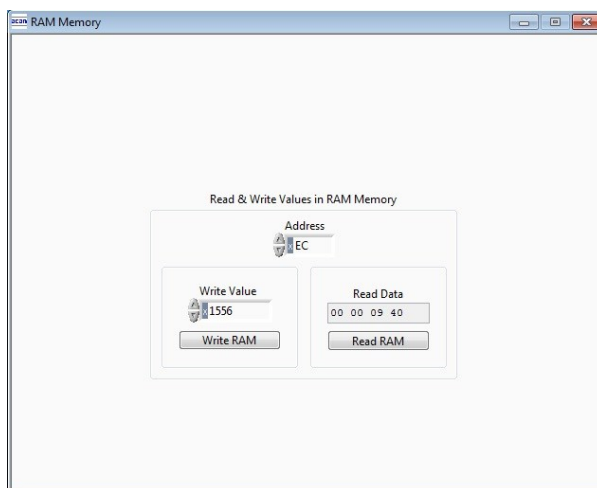 acan RAM Memory
Read & Write Values in RAM Memory
Address
x EC
Write Value
x 1556
Write RAM
Read Data
00 00 09 40
Read RAM